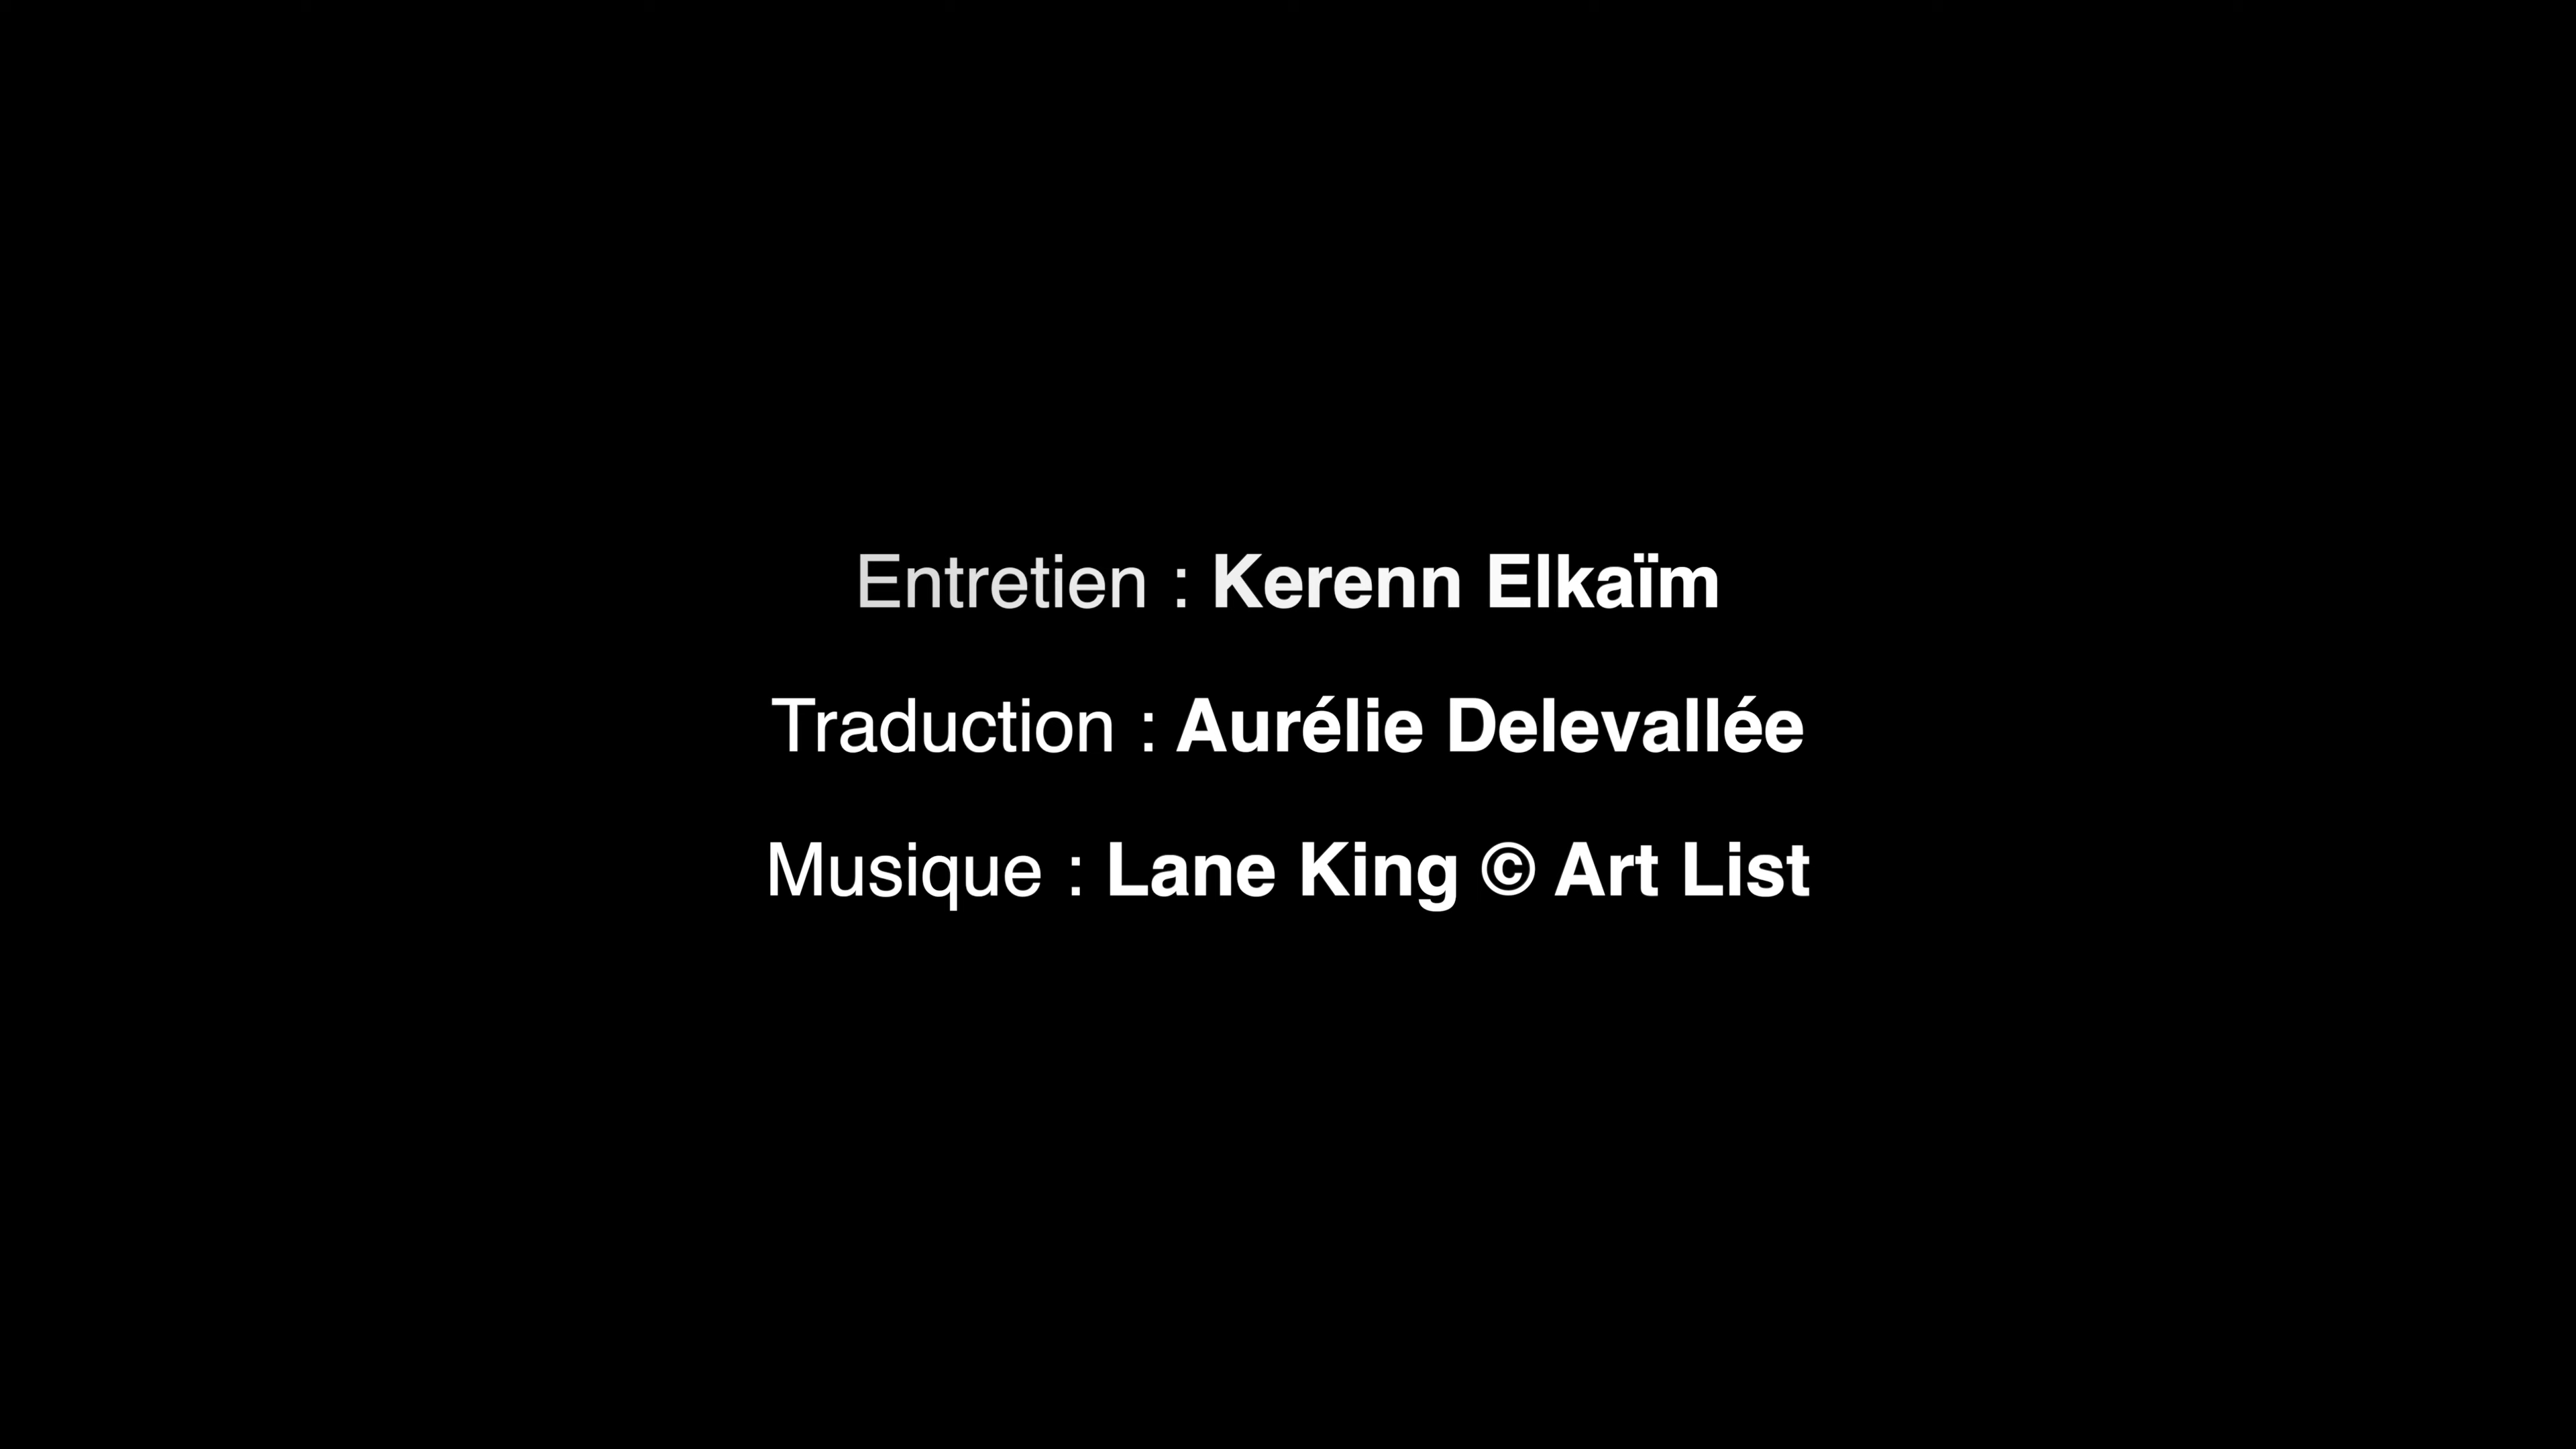 Entretien : Kerenn Elkaïm
Traduction : Aurélie Delevallée
Musique : Lane King © Art List